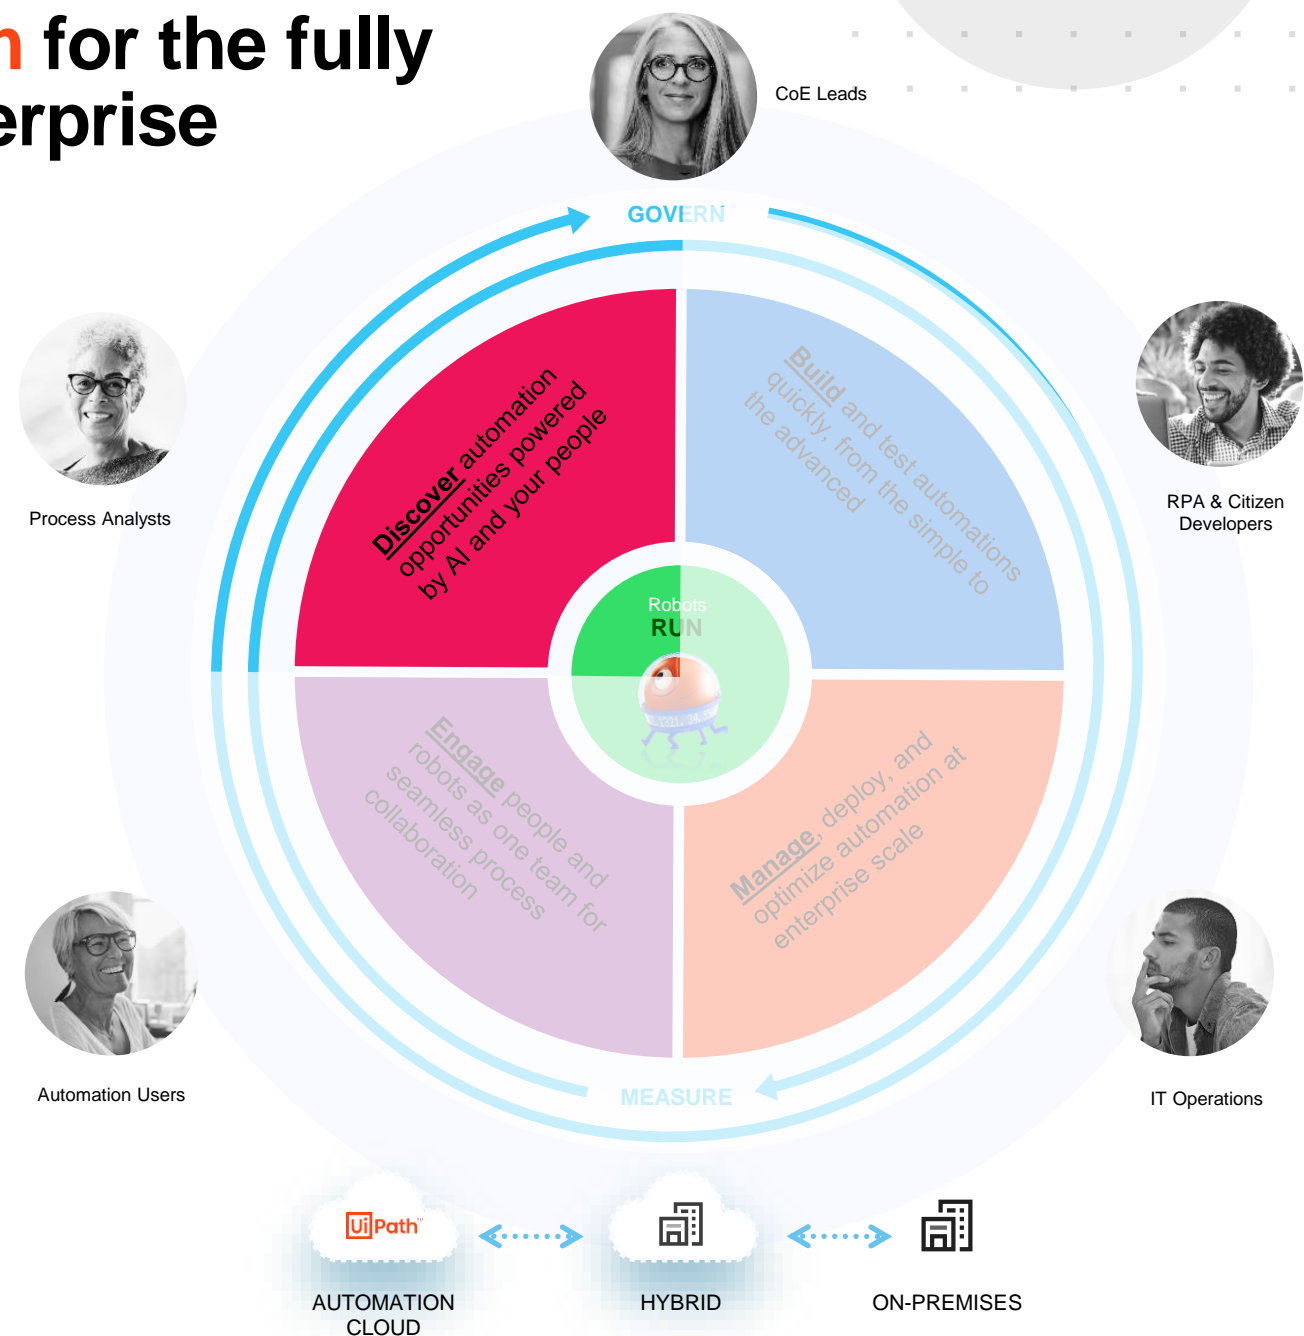 n for the fully
erprise
CoE Leads
GOVERN
Process Analysts
RPA & Citizen
Developers
Discover automation
opportunities powered
by AI and your people
Build and test automations
quickly, from the simple to
the advanced
Robots
RUN
Engage people and
robots as one team for
seamless process
collaboration
Manage, deploy, and
optimize automation at
enterprise scale
Automation Users
IT Operations
MEASURE
UiPath™
AUTOMATION
CLOUD
HYBRID
ON-PREMISES